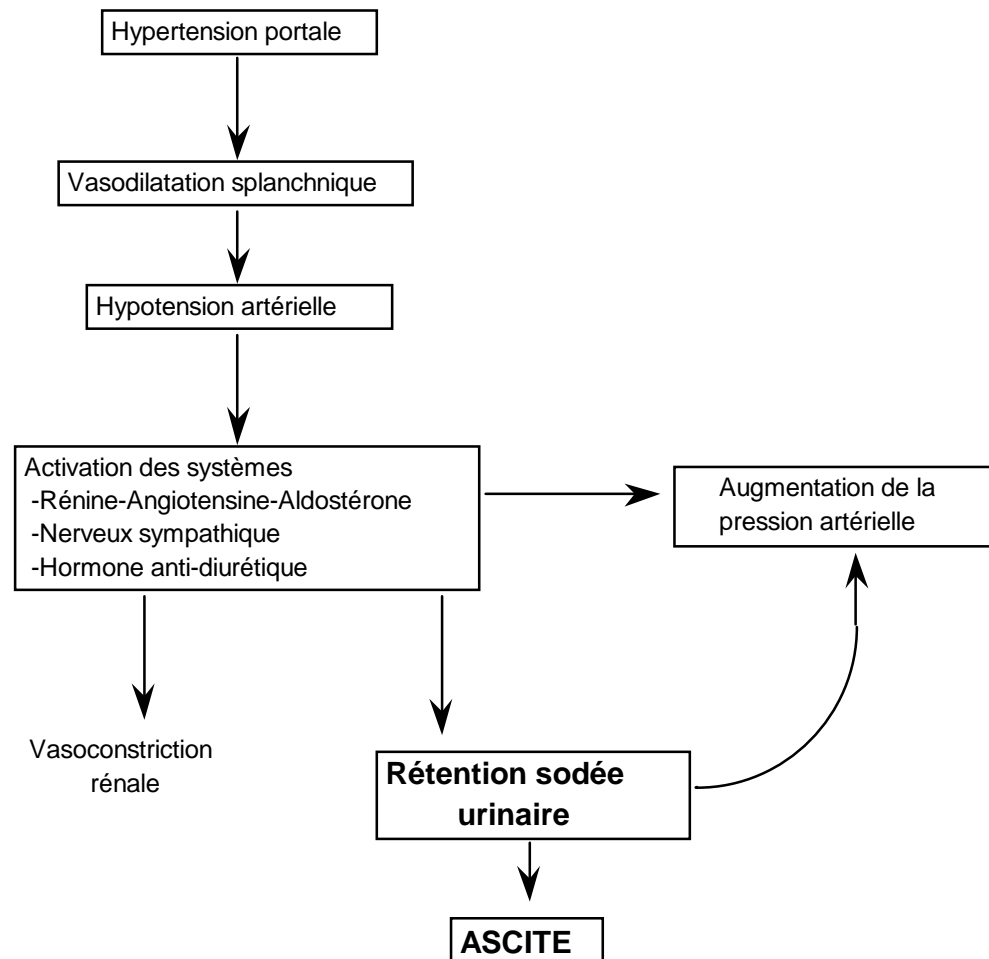 Hypertension portale
Vasodilatation splanchnique
Hypotension artérielle
Activation des systèmes
-Rénine-Angiotensine-Aldostérone
-Nerveux sympathique
-Hormone anti-diurétique
Augmentation de la
pression artérielle
Vasoconstriction
rénale
Rétention sodée
urinaire
ASCITE